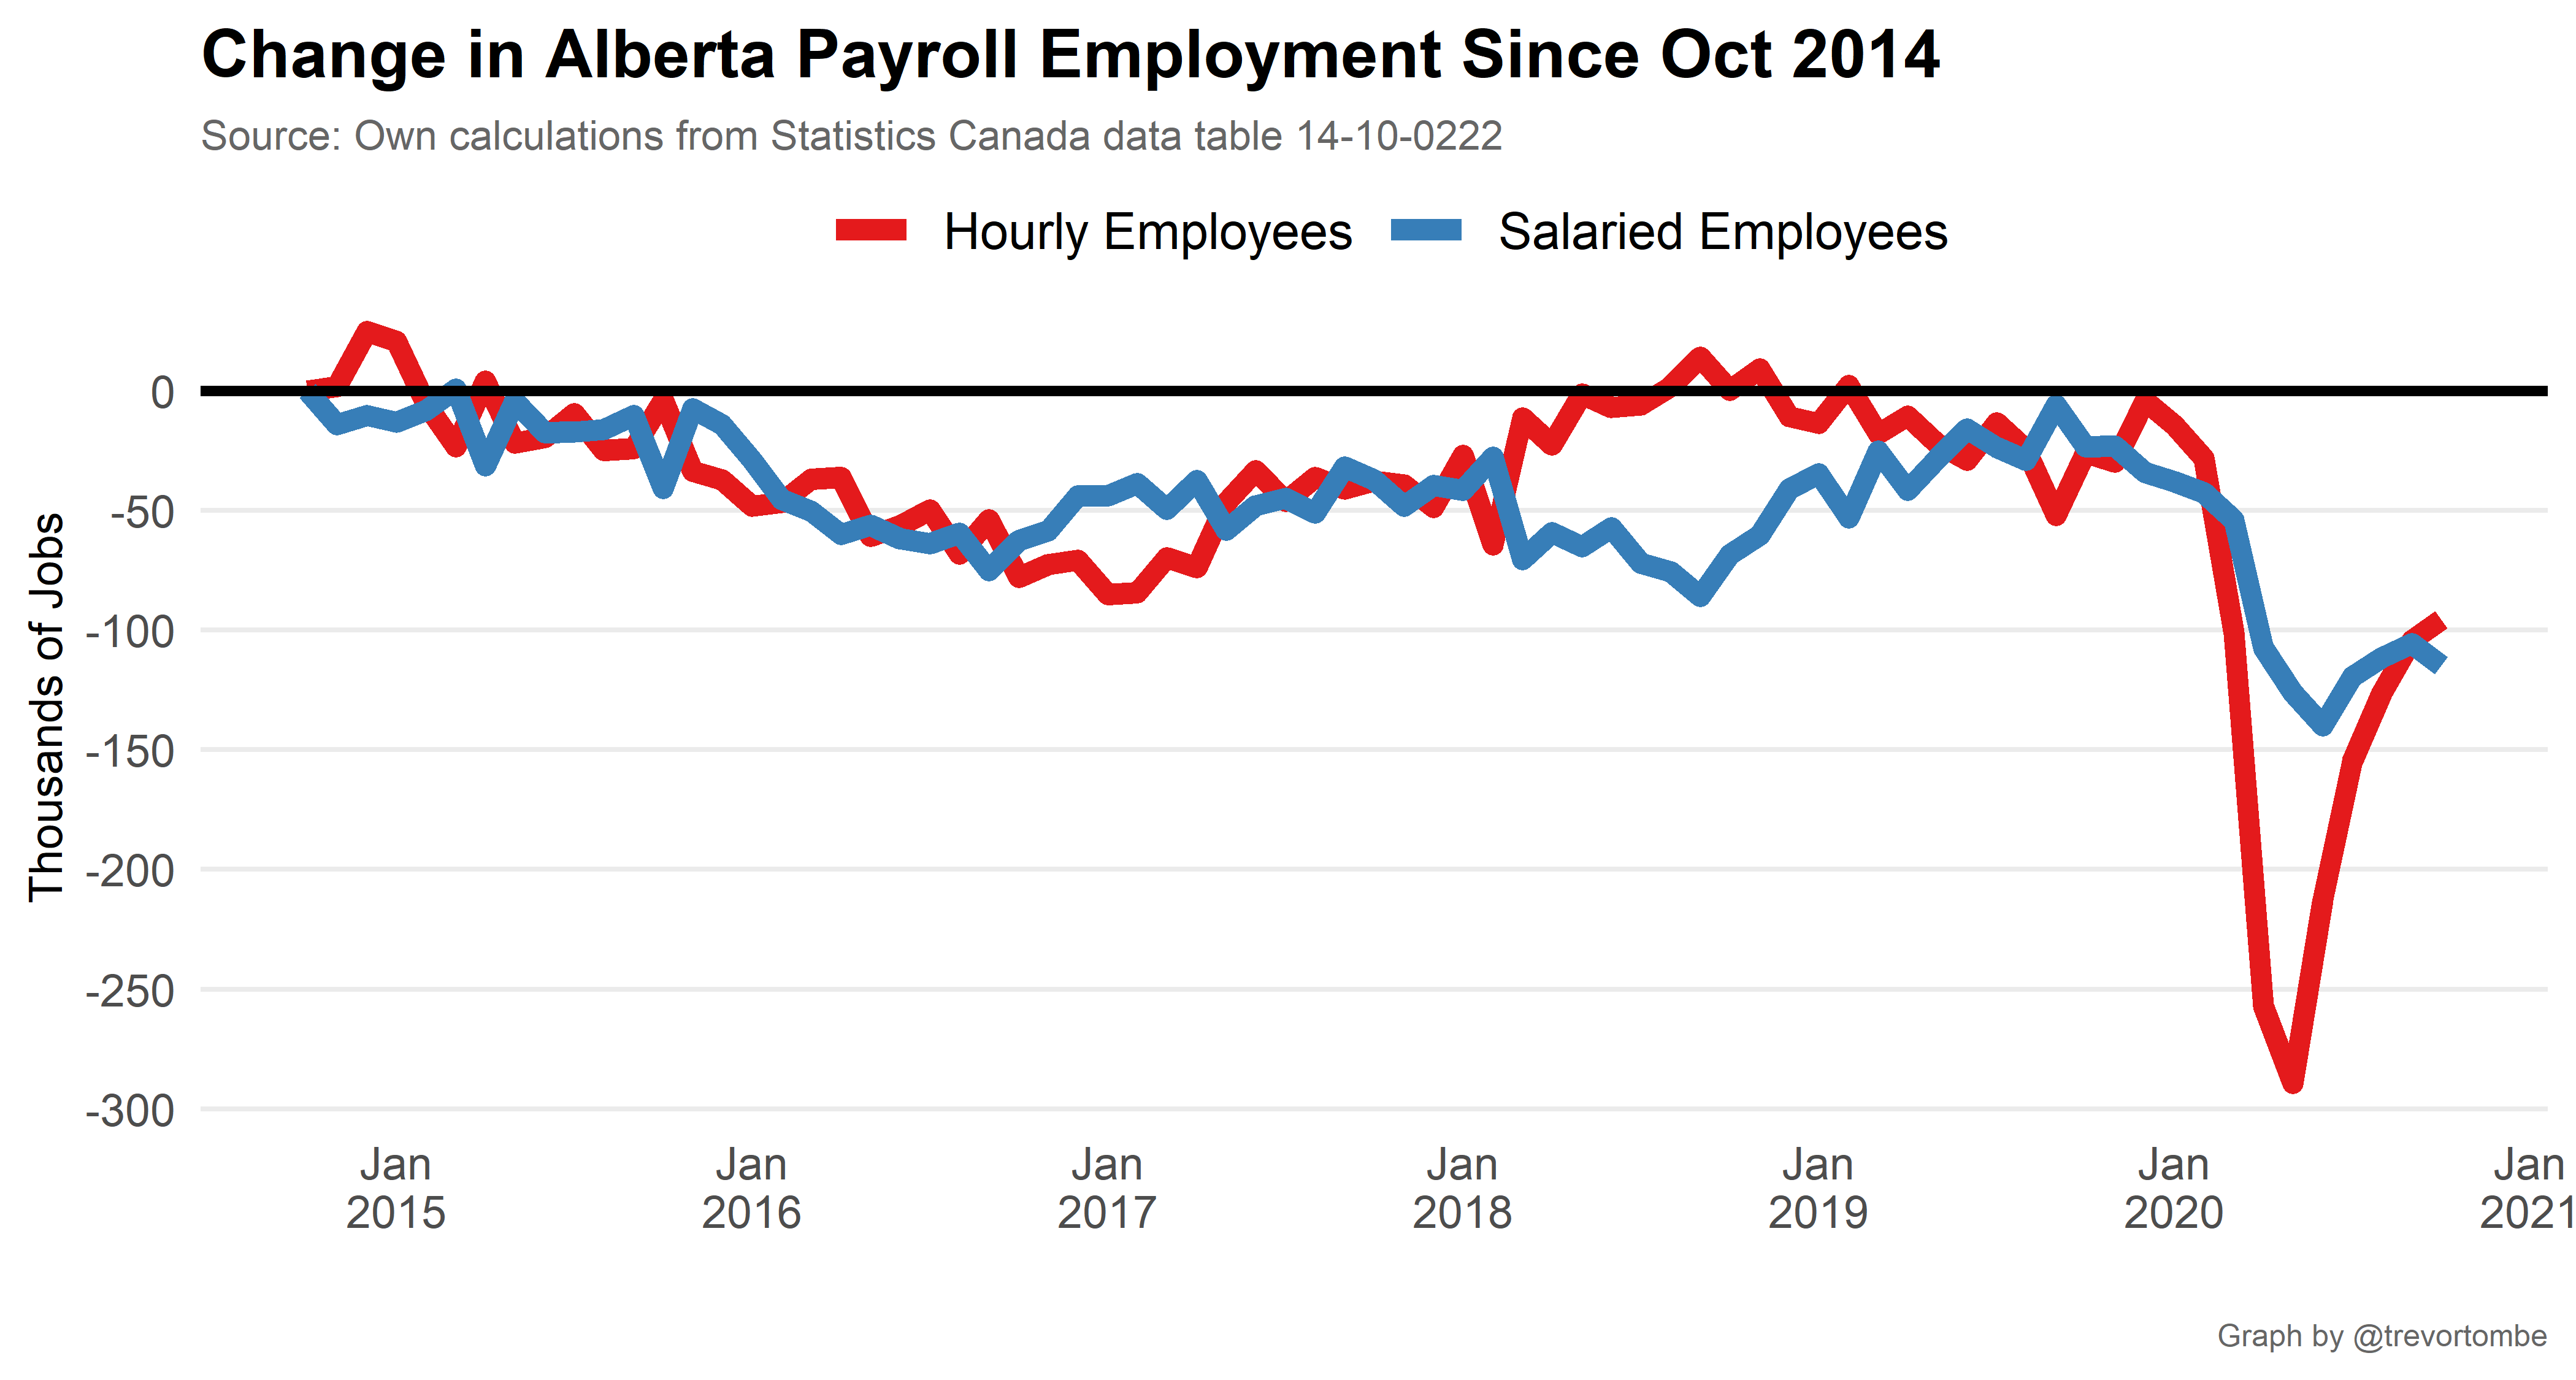 Change in Alberta Payroll Employment Since Oct 2014
Source: Own calculations from Statistics Canada data table 14-10-0222
Hourly Employees Salaried Employees
Thousands of Jobs
0
-50
-100
-150
-200
-250
-300
Jan 2015
Jan 2016
Jan 2017
Jan 2018
Jan 2019
Jan 2020
Jan 2021
Graph by @trevortombe